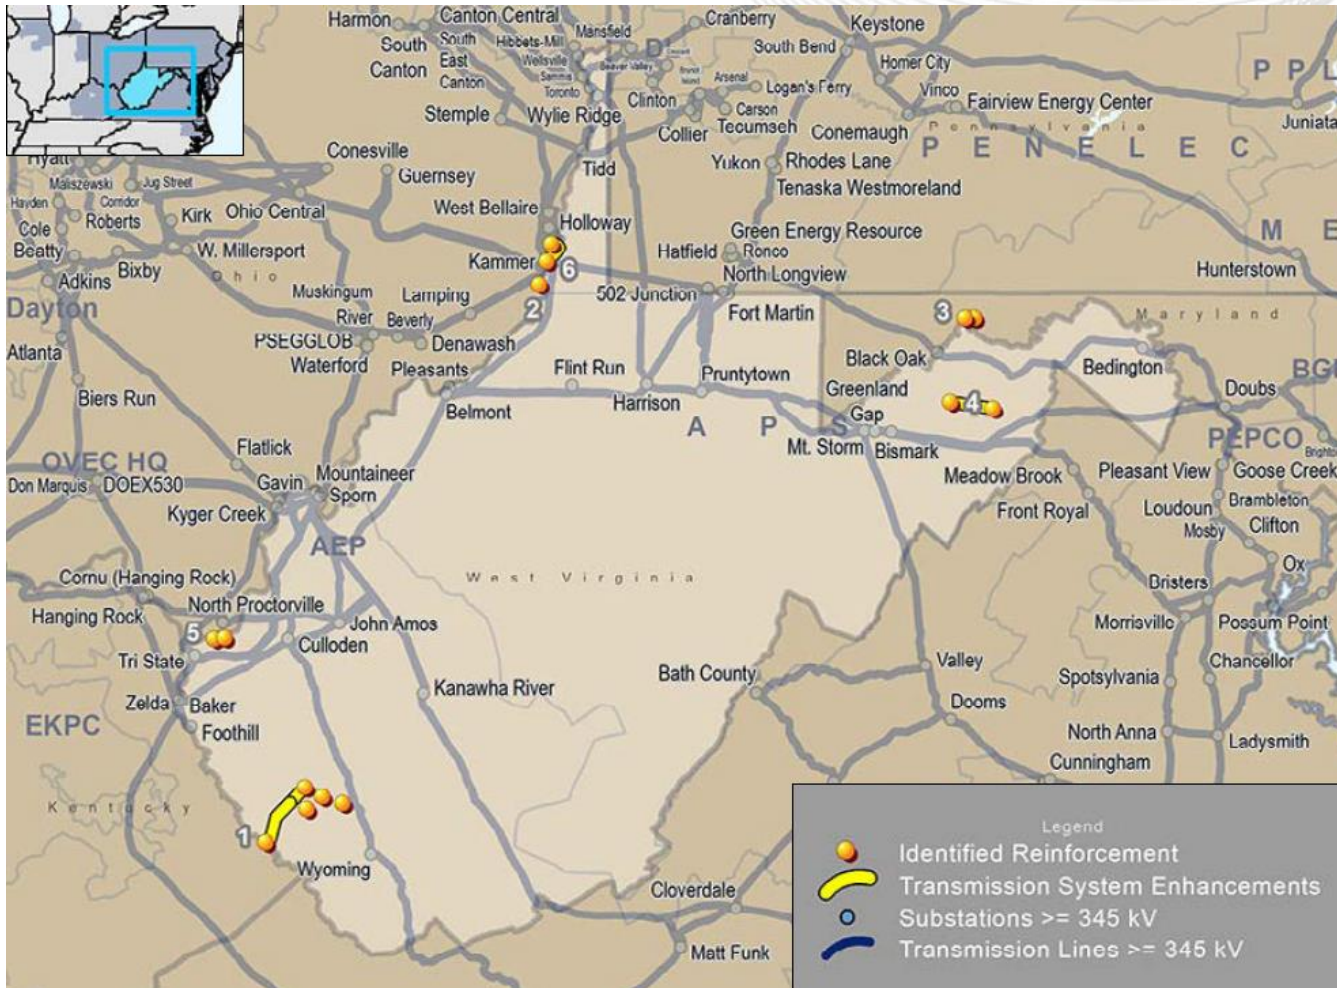 Harmon
Canton Central
Cranberry
Keystone
South Canton
South
East
Canton
Hibbets-Mill
Mansfield
D
South Bend
Wellsville
Beaver Valley
Homer City
PPL
Sammis
Toronto
Arsenal
Logan's Ferry
Vinco
Fairview Energy Center
Clinton
Carson
Stemple
Wylie Ridge
Collier
Tecumseh
Conemaugh
Pennsylvania
Juniata
PENELEC
Hyatt
Conesville
Guernsey
Tidd
Yukon
Rhodes Lane
Tenaska Westmoreland
Maliszewski
Jug Street
Hayden
Corridor
Roberts
Kirk
Ohio Central
West Bellaire
Holloway
Cole
Beatty
Bixby
W. Millersport
Green Energy Resource
ME
Hatfield
Ronco
Kammer
6
North Longview
Hunterstown
Adkins
Ohio
Muskingum
River
Lamping
2
502 Junction
Fort Martin
3
Maryland
Dayton
Beverly
PSEGGLOB
Waterford
Denawash
Pleasants
Atlanta
Flint Run
Pruntytown
Black Oak
Bedington
BG
Biers Run
Belmont
Harrison
Greenland
Gap
4
Doubs
APS
Mt. Storm
Bismark
PEPCO
Flatlick
OVEC HQ
Gavin
Mountaineer
Sporn
Meadow Brook
Pleasant View
Goose Creek
Don Marquis
DOEX530
Kyger Creek
Front Royal
Loudoun
Brambleton
Mosby
Clifton
AEP
Ox
West Virginia
Cornu (Hanging Rock)
Bristers
Hanging Rock
North Proctorville
5
John Amos
Morrisville
Possum Point
Tri State
Culloden
Valley
Chancellor
Bath County
Spotsylvania
Zelda
Baker
Kanawha River
Dooms
EKPC
Foothill
North Anna
Ladysmith
Cunningham
Kentucky
1
Wyoming
Cloverdale
Matt Funk
Legend
Identified Reinforcement
Transmission System Enhancements
Substations >= 345 kV
Transmission Lines >= 345 kV